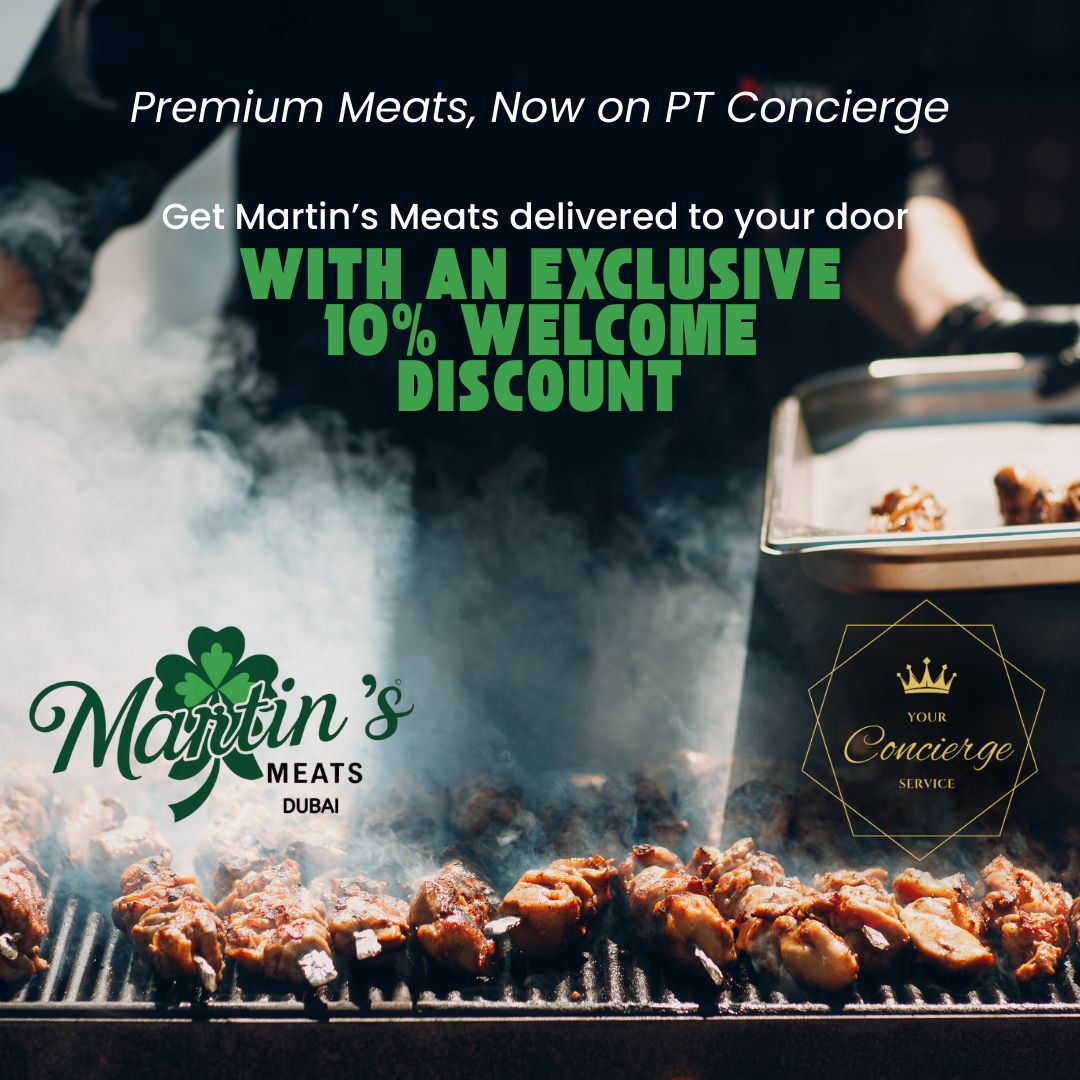 Premium Meats, Now on PT Concierge
Get Martin’s Meats delivered to your door
WITH AN EXCLUSIVE
10% WELCOME
DISCOUNT
Martin’s
MEATS
DUBAI
YOUR
Concierge
SERVICE